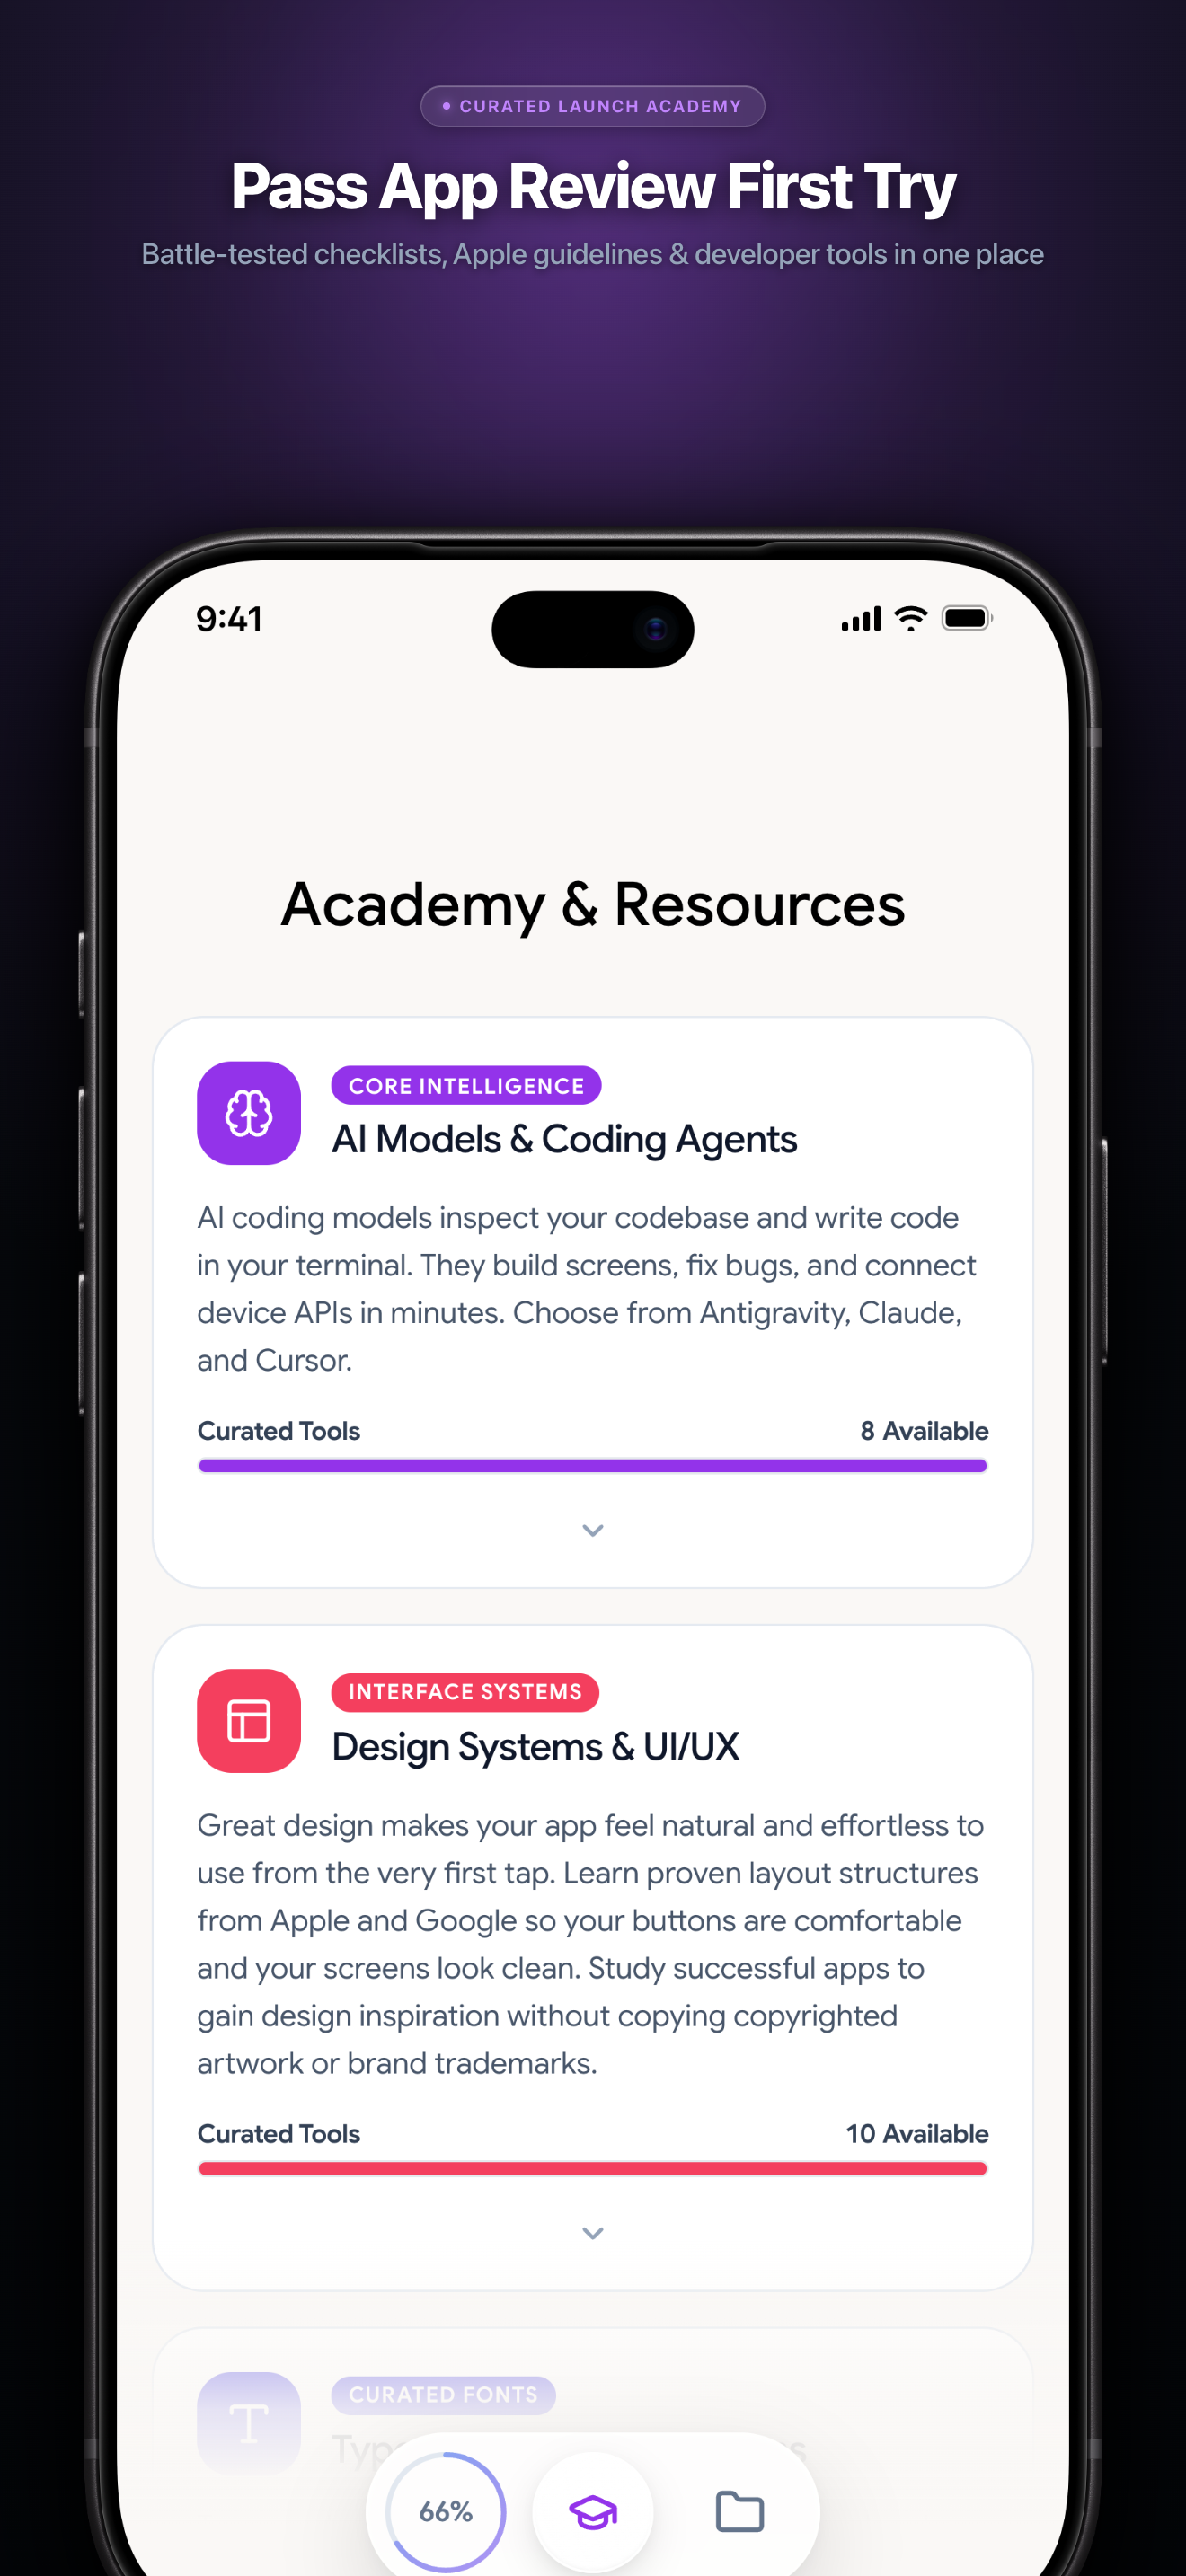 CURATED LAUNCH ACADEMY
Pass App Review First Try
Battle-tested checklists, Apple guidelines & developer tools in one place
9:41
Academy & Resources
CORE INTELLIGENCE
AI Models & Coding Agents
AI coding models inspect your codebase and write code
in your terminal. They build screens, fix bugs, and connect
device APIs in minutes. Choose from Antigravity, Claude,
and Cursor.
Curated Tools 8 Available
INTERFACE SYSTEMS
Design Systems & UI/UX
Great design makes your app feel natural and effortless to
use from the very first tap. Learn proven layout structures
from Apple and Google so your buttons are comfortable
and your screens look clean. Study successful apps to
gain design inspiration without copying copyrighted
artwork or brand trademarks.
Curated Tools 10 Available
CURATED FONTS
66%